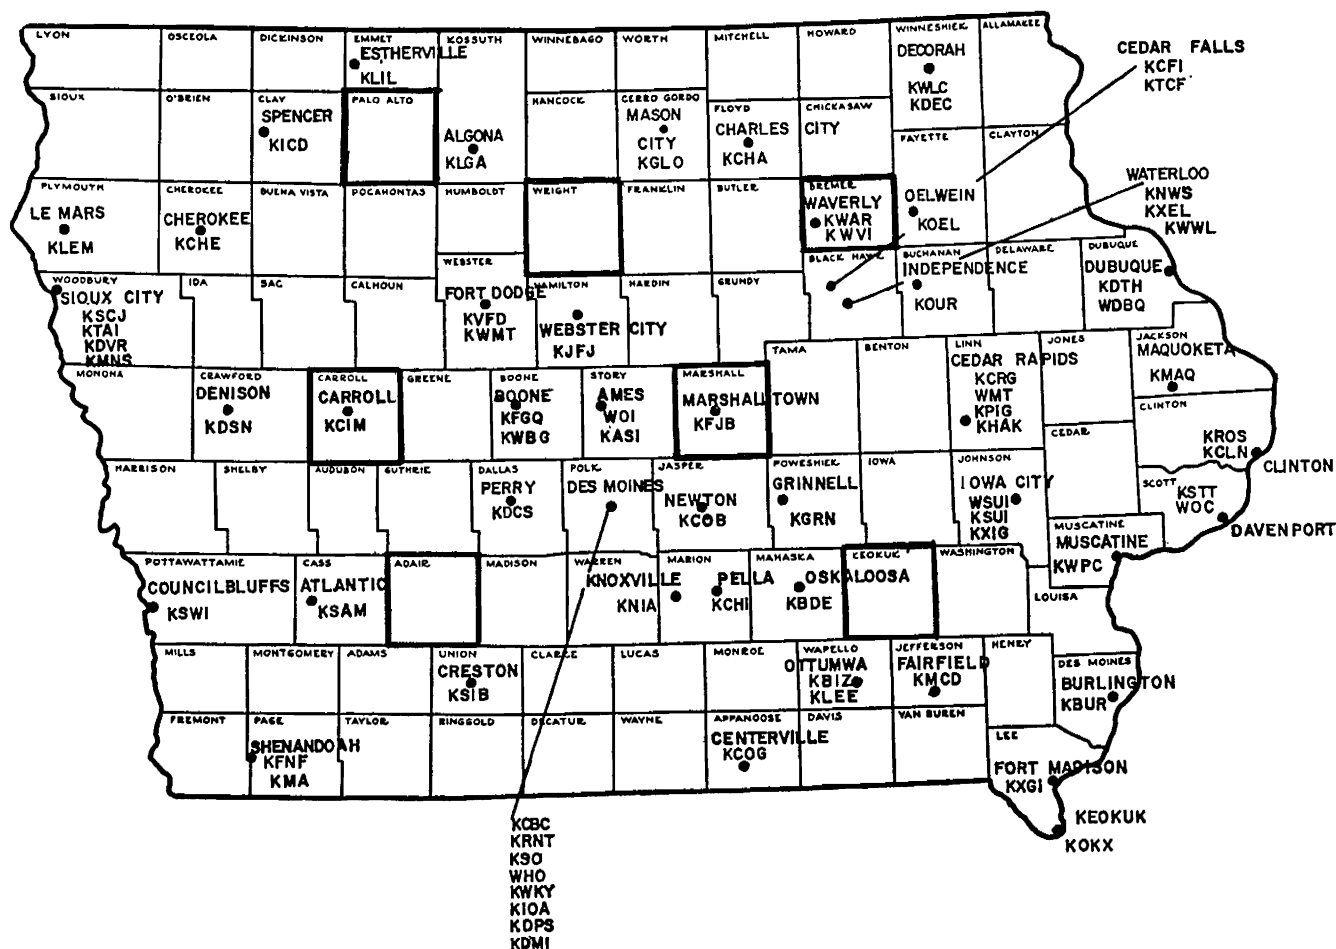 LYON
OSCEOLA
DICKINSON
EMMET
ESTHERVILLE
KLIL
KOSSUTH
WINNEBAGO
WORTH
MITCHELL
HOWARD
WINNESHIEK
DECORAH
KWLC
KDEC
ALLAMAKEE
CEDAR FALLS
KCFI
KTCF
SIOUX
O'BRIEN
CLAY
SPENCER
KICD
PALO ALTO
ALGONA
KLGA
HANCOCK
CERRO GORDO
MASON
CITY
KGLO
FLOYD
CHARLES
KCHA
CHICKASAW
CITY
FAYETTE
CLAYTON
OELWEIN
KOEL
WATERLOO
KNWS
KXEL
KWWL
PLYMOUTH
LE MARS
KLEM
CHEROKEE
CHEROKEE
KCHE
BUENA VISTA
POCAHONTAS
HUMBOLDT
WRIGHT
FRANKLIN
BUTLER
BREMER
WAVERLY
KWAR
KWVI
WOODBURY
SIOUX CITY
KSCJ
KTAI
KDVR
KMNS
IDA
SAC
CALHOUN
WEBSTER
FORT DODGE
KVFD
KWMT
HAMILTON
WEBSTER CITY
KJFJ
HARDIN
GRUNDY
BLACK HAWK
BUCHANAN
INDEPENDENCE
KOUR
DELAWARE
DUBUQUE
DUBUQUE
KDTH
WDBQ
MONONA
CRAWFORD
DENISON
KDSN
CARROLL
CARROLL
KCIM
GREENE
BOONE
BOONE
KFGQ
KWBG
STORY
AMES
WOI
KASI
MARSHALL
MARSHALLTOWN
KFJB
TAMA
BENTON
LINN
CEDAR RAPIDS
KCRG
WMT
KPIG
KHAK
JONES
JACKSON
MAQUOKETA
KMAQ
CLINTON
KROS
KCLN
CLINTON
CEDAR
HARRISON
SHELBY
AUDUBON
GUTHRIE
DALLAS
PERRY
KDCS
POLK
DES MOINES
JASPER
NEWTON
KCOB
POWESHIEK
GRINNELL
KGRN
IOWA
JOHNSON
IOWA CITY
WSUI
KSUI
KXIG
SCOTT
KSTT
WOC
DAVENPORT
MUSCATINE
MUSCATINE
KWPC
POTTAWATTAMIE
COUNCILBLUFFS
KSWI
CASS
ATLANTIC
KSAM
ADAIR
MADISON
WARREN
KNOXVILLE
KNIA
MARION
PELLA
KCHI
MAHASKA
OSKALOOSA
KBDE
KEOKUK
WASHINGTON
LOUISA
MILLS
MONTGOMERY
ADAMS
UNION
CRESTON
KSIB
CLARKE
LUCAS
MONROE
WAPELLO
OTTUMWA
KBIZ
KLEE
JEFFERSON
FAIRFIELD
KMCD
HENRY
DES MOINES
BURLINGTON
KBUR
FREMONT
PAGE
SHENANDOAH
KFNF
KMA
TAYLOR
RINGGOLD
DECATUR
WAYNE
APPANOOSE
CENTERVILLE
KCOG
DAVIS
VAN BUREN
LEE
FORT MADISON
KXGI
KEOKUK
KOKX
KCBC
KRNT
KSO
WHO
KWKY
KIOA
KDPS
KDMI